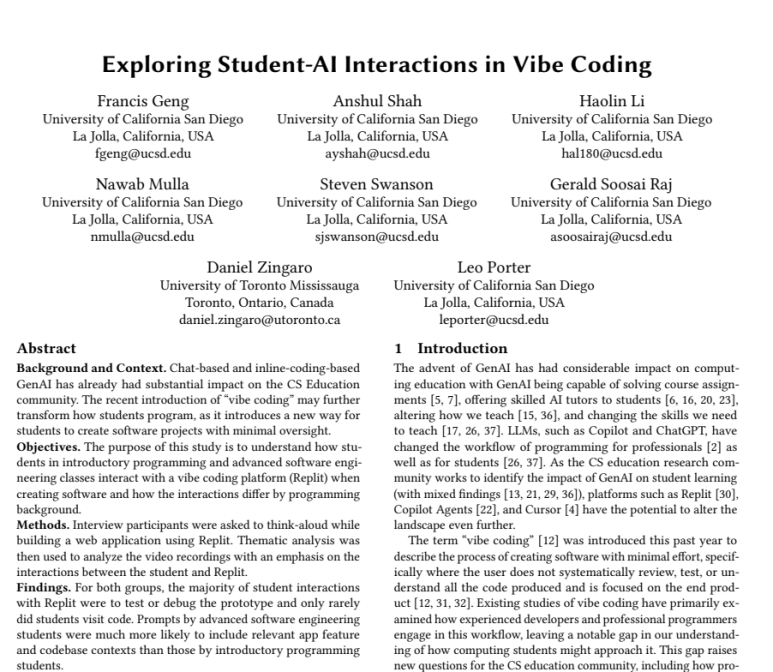 Exploring Student-AI Interactions in Vibe Coding
Francis Geng
University of California San Diego
La Jolla, California, USA
fgeng@ucsd.edu
Anshul Shah
University of California San Diego
La Jolla, California, USA
ayshah@ucsd.edu
Haolin Li
University of California San Diego
La Jolla, California, USA
hal180@ucsd.edu
Nawab Mulla
University of California San Diego
La Jolla, California, USA
nmulla@ucsd.edu
Steven Swanson
University of California San Diego
La Jolla, California, USA
sjswanson@ucsd.edu
Gerald Soosai Raj
University of California San Diego
La Jolla, California, USA
asoosairaj@ucsd.edu
Daniel Zingaro
University of Toronto Mississauga
Toronto, Ontario, Canada
daniel.zingaro@utoronto.ca
Leo Porter
University of California San Diego
La Jolla, California, USA
leporter@ucsd.edu
Abstract
Background and Context. Chat-based and inline-coding-based
GenAI has already had substantial impact on the CS Education
community. The recent introduction of "vibe coding" may further
transform how students program, as it introduces a new way for
students to create software projects with minimal oversight.
Objectives. The purpose of this study is to understand how stu-
dents in introductory programming and advanced software engi-
neering classes interact with a vibe coding platform (Replit) when
creating software and how the interactions differ by programming
background.
Methods. Interview participants were asked to think-aloud while
building a web application using Replit. Thematic analysis was
then used to analyze the video recordings with an emphasis on the
interactions between the student and Replit.
Findings. For both groups, the majority of student interactions
with Replit were to test or debug the prototype and only rarely
did students visit code. Prompts by advanced software engineering
students were much more likely to include relevant app feature
and codebase contexts than those by introductory programming
students.
1 Introduction
The advent of GenAI has had considerable impact on comput-
ing education with GenAI being capable of solving course assign-
ments [5, 7], offering skilled AI tutors to students [6, 16, 20, 23],
altering how we teach [15, 36], and changing the skills we need
to teach [17, 26, 37]. LLMs, such as Copilot and ChatGPT, have
changed the workflow of programming for professionals [2] as
well as for students [26, 37]. As the CS education research com-
munity works to identify the impact of GenAI on student learning
(with mixed findings [13, 21, 29, 36]), platforms such as Replit [30],
Copilot Agents [22], and Cursor [4] have the potential to alter the
landscape even further.
The term "vibe coding" [12] was introduced this past year to
describe the process of creating software with minimal effort, specif-
ically where the user does not systematically review, test, or un-
derstand all the code produced and is focused on the end prod-
uct [12, 31, 32]. Existing studies of vibe coding have primarily ex-
amined how experienced developers and professional programmers
engage in this workflow, leaving a notable gap in our understand-
ing of how computing students might approach it. This gap raises
new questions for the CS education community, including how pro-